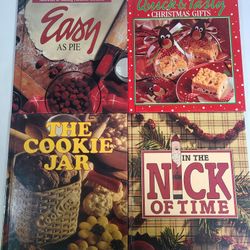 Easy
AS PIE
Quick & Tasty
CHRISTMAS GIFTS
THE
COOKIE
JAR
IN THE
NICK
OF TIME